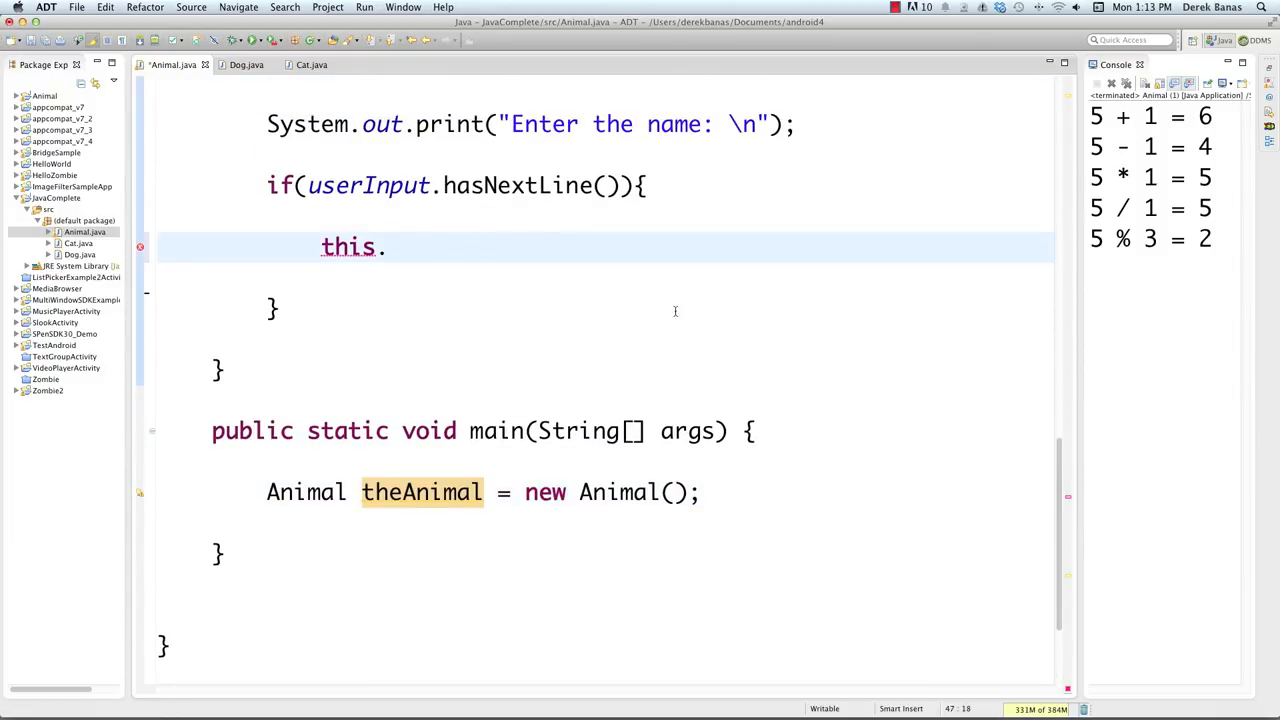 ADT File Edit Refactor Source Navigate Search Project Run Window Help
10 Mon 1:13 PM Derek Banas
Java - JavaComplete/src/Animal.java - ADT - /Users/derekbanas/Documents/android4
Quick Access Java DDMS
Package Exp
*Animal.java Dog.java Cat.java
Console
<terminated> Animal (1) [Java Application] /S
Animal
appcompat_v7
appcompat_v7_2
appcompat_v7_3
appcompat_v7_4
BridgeSample
HelloWorld
HelloZombie
ImageFilterSampleApp
JavaComplete
src
(default package)
Animal.java
Cat.java
Dog.java
JRE System Library [Ja
ListPickerExample2Activi
MediaBrowser
MultiWindowSDKExample
MusicPlayerActivity
SlookActivity
SPenSDK30_Demo
TestAndroid
TextGroupActivity
VideoPlayerActivity
Zombie
Zombie2
System.out.print("Enter the name: \n");
if(userInput.hasNextLine()){
this.
}
}
public static void main(String[] args) {
Animal theAnimal = new Animal();
}
}
5 + 1 = 6
5 - 1 = 4
5 * 1 = 5
5 / 1 = 5
5 % 3 = 2
Writable Smart Insert 47 : 18 331M of 384M